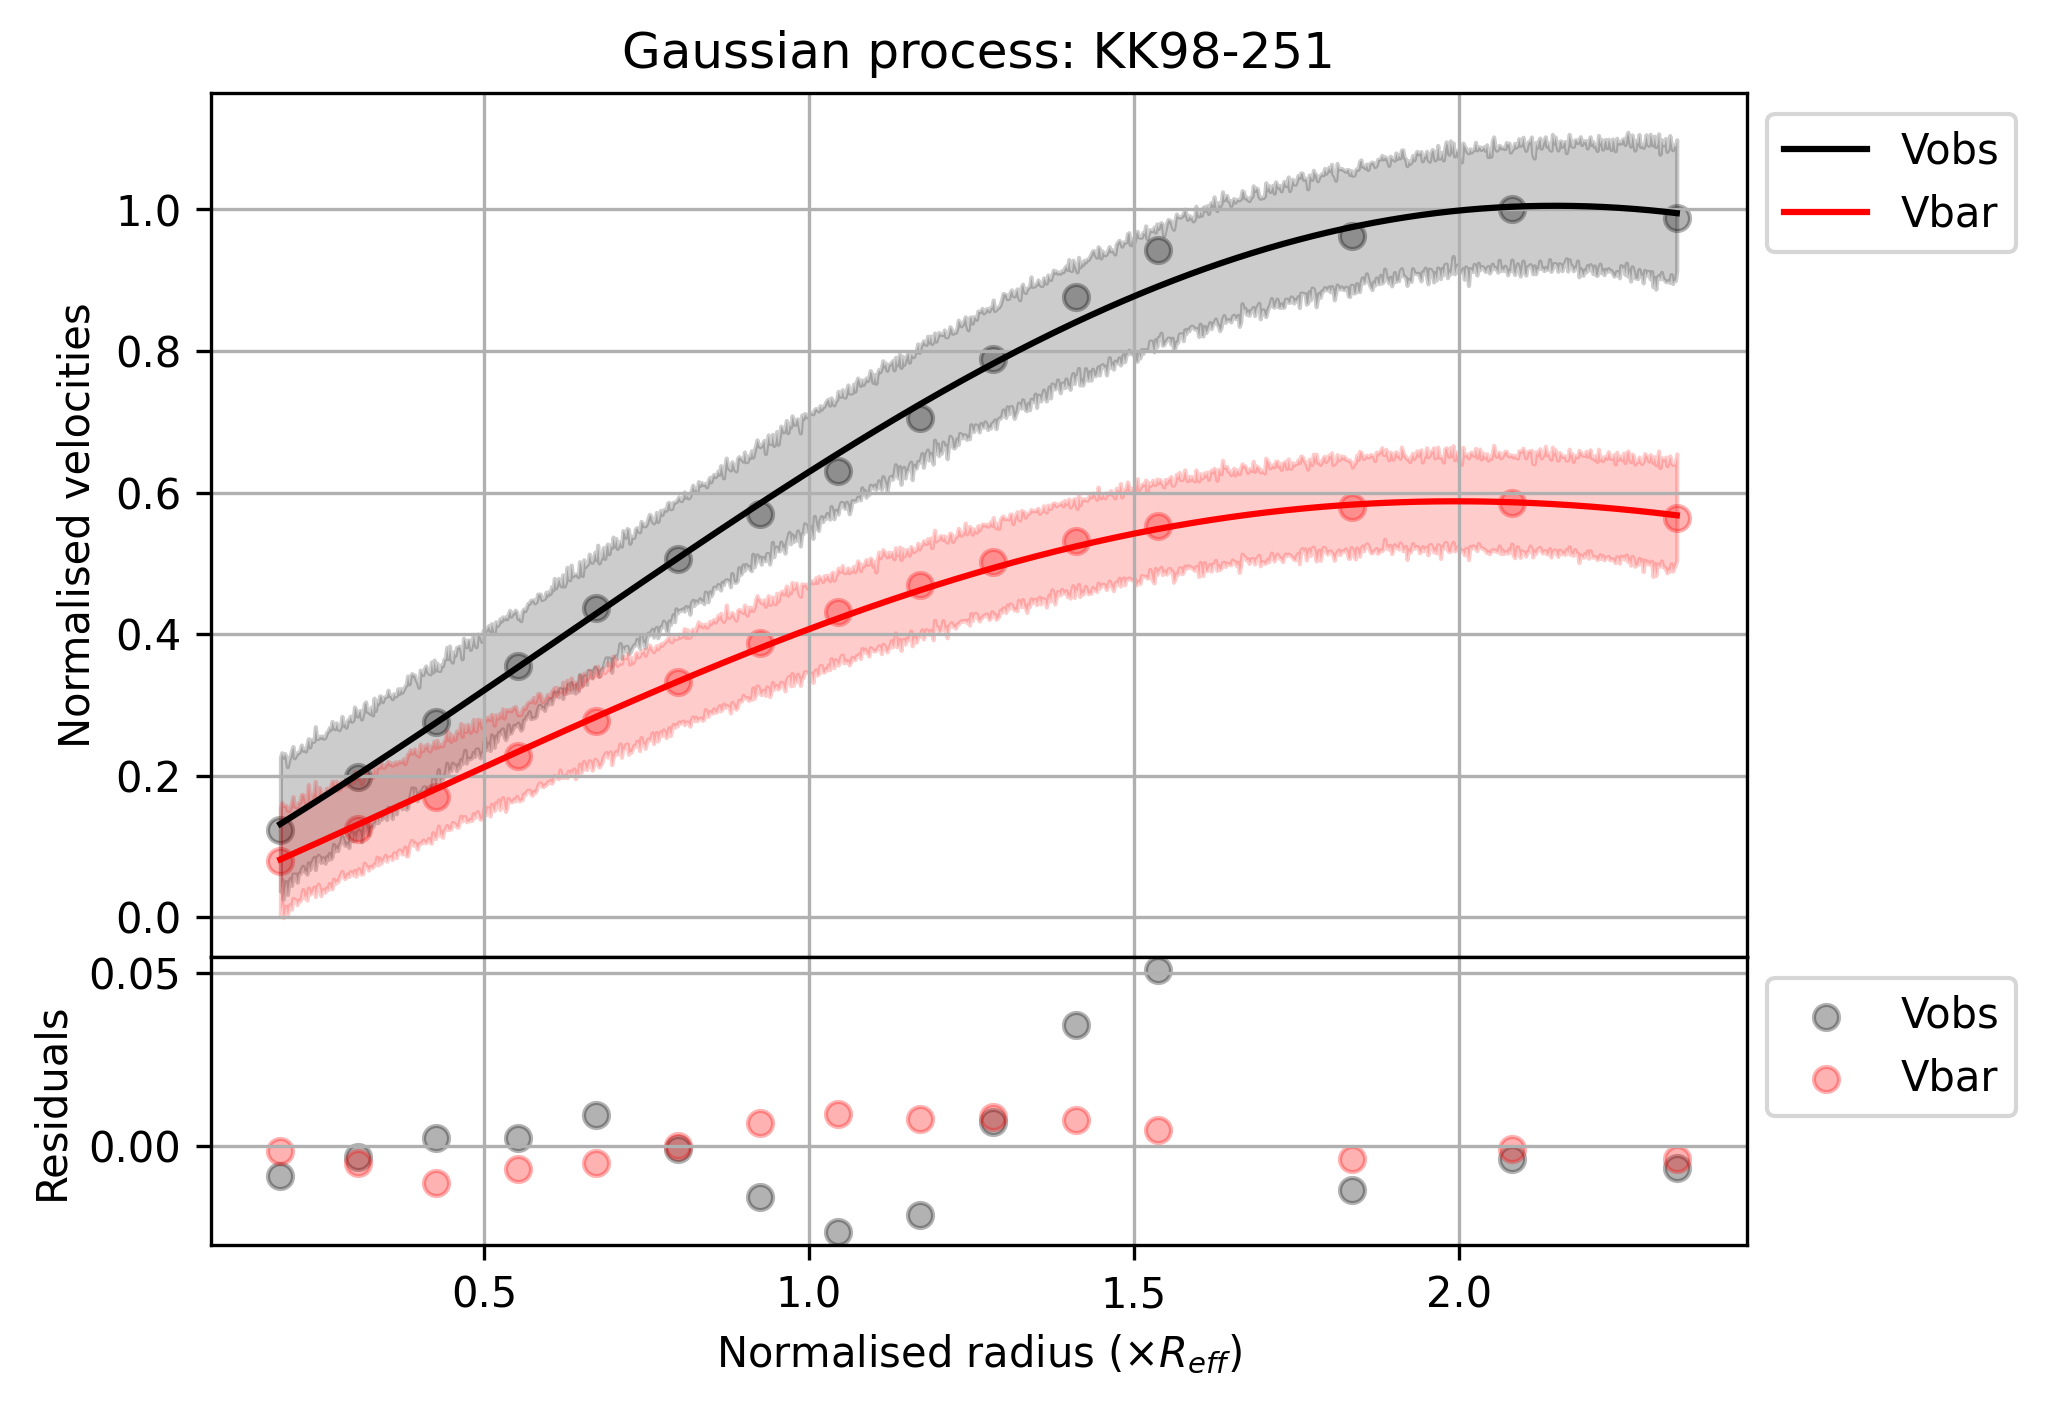 Gaussian process: KK98-251
Normalised velocities
1.0
0.8
0.6
0.4
0.2
0.0
Vobs
Vbar
Residuals
0.05
0.00
Vobs
Vbar
0.5 1.0 1.5 2.0
Normalised radius (×R_eff)